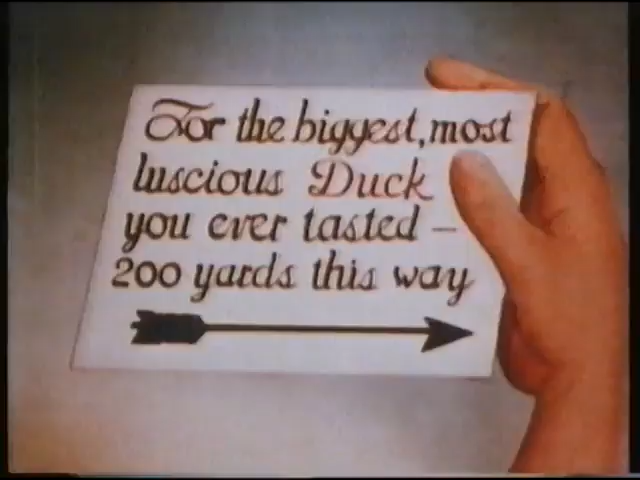 For the biggest, most
luscious Duck
you ever tasted —
200 yards this way